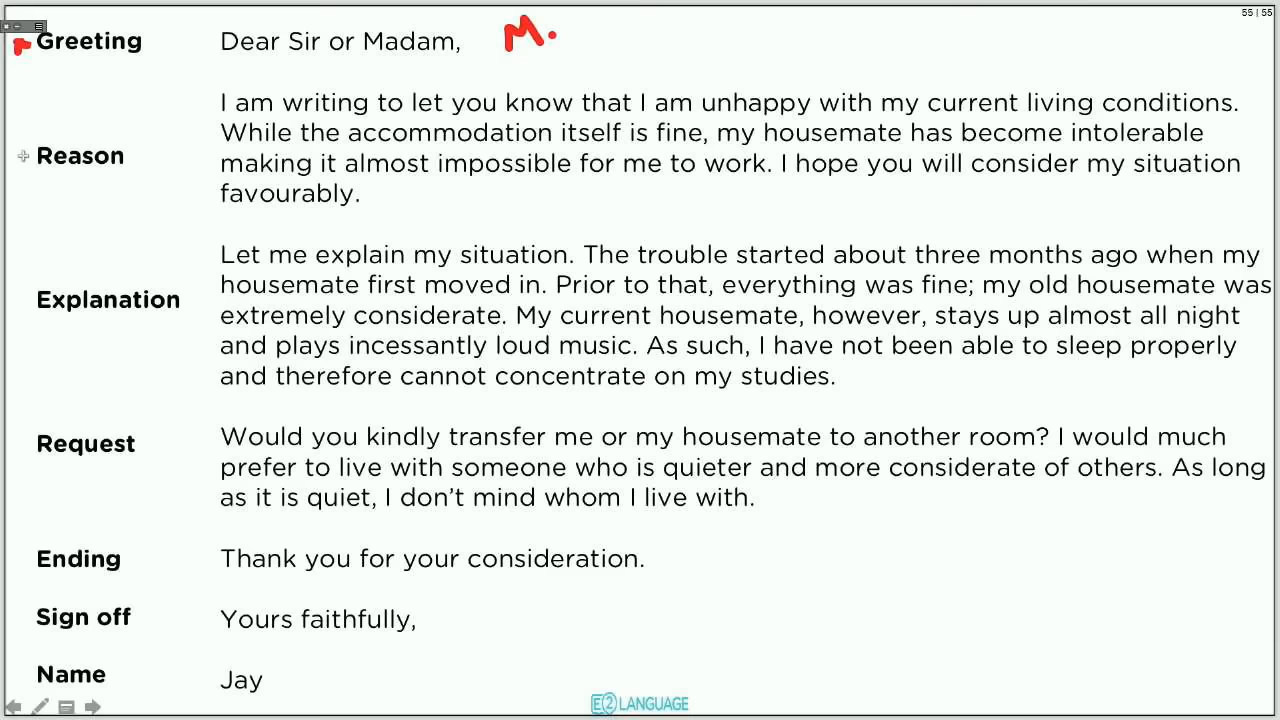 55 | 55
Greeting Dear Sir or Madam, M.
I am writing to let you know that I am unhappy with my current living conditions.
While the accommodation itself is fine, my housemate has become intolerable
Reason making it almost impossible for me to work. I hope you will consider my situation
favourably.
Let me explain my situation. The trouble started about three months ago when my
housemate first moved in. Prior to that, everything was fine; my old housemate was
Explanation extremely considerate. My current housemate, however, stays up almost all night
and plays incessantly loud music. As such, I have not been able to sleep properly
and therefore cannot concentrate on my studies.
Request Would you kindly transfer me or my housemate to another room? I would much
prefer to live with someone who is quieter and more considerate of others. As long
as it is quiet, I don’t mind whom I live with.
Ending Thank you for your consideration.
Sign off Yours faithfully,
Name Jay
E2 LANGUAGE